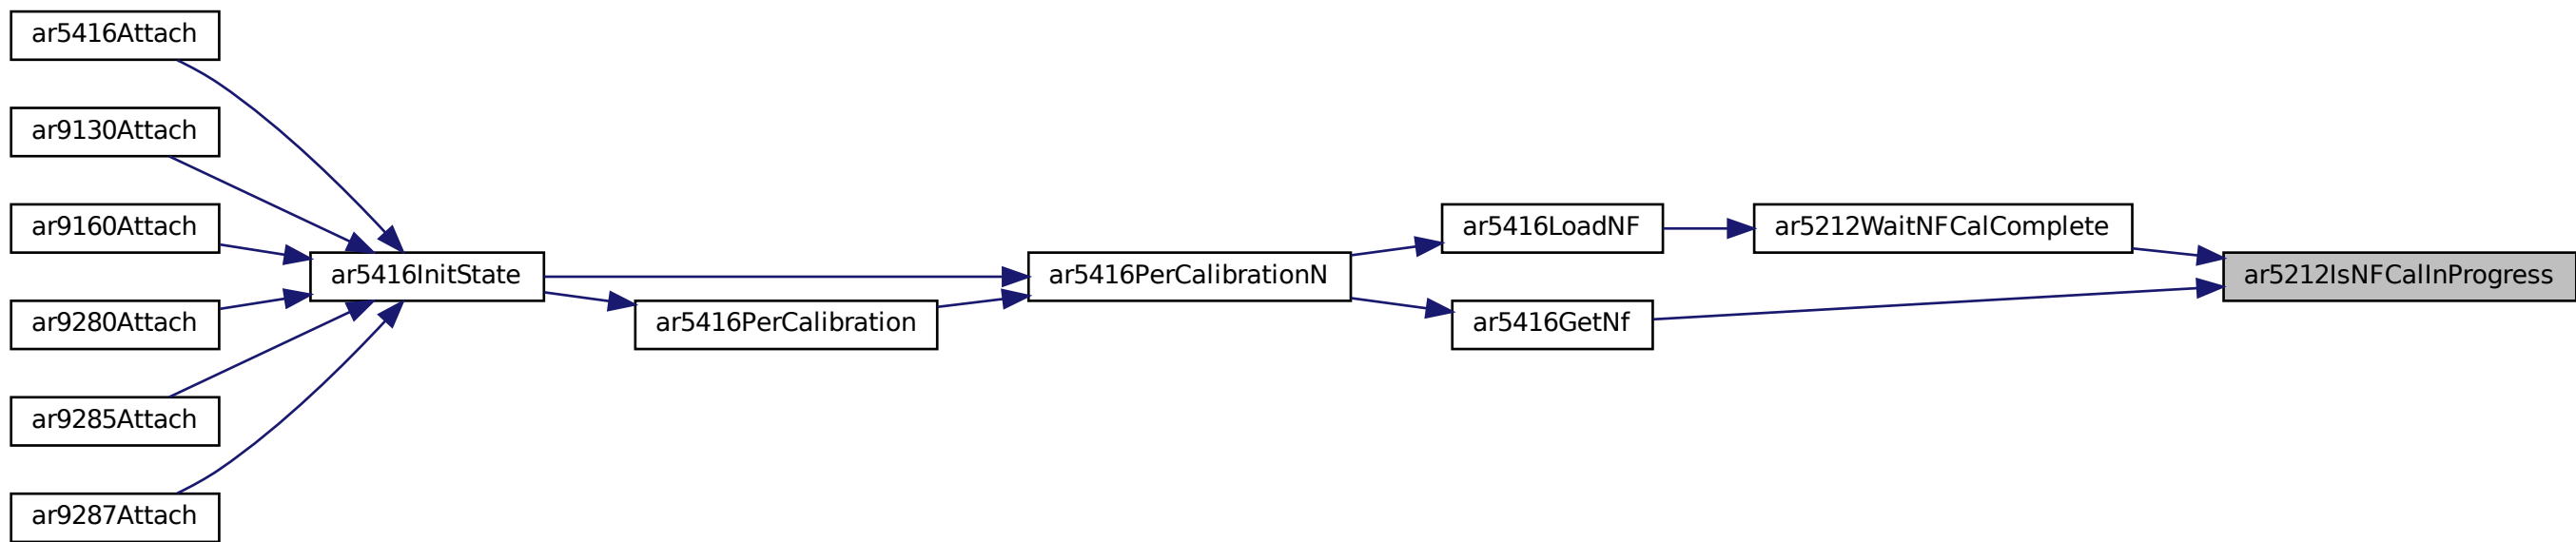 ar5416Attach
ar9130Attach
ar9160Attach
ar9280Attach
ar9285Attach
ar9287Attach
ar5416InitState
ar5416PerCalibration
ar5416PerCalibrationN
ar5416LoadNF
ar5416GetNf
ar5212WaitNFCalComplete
ar5212IsNFCalInProgress